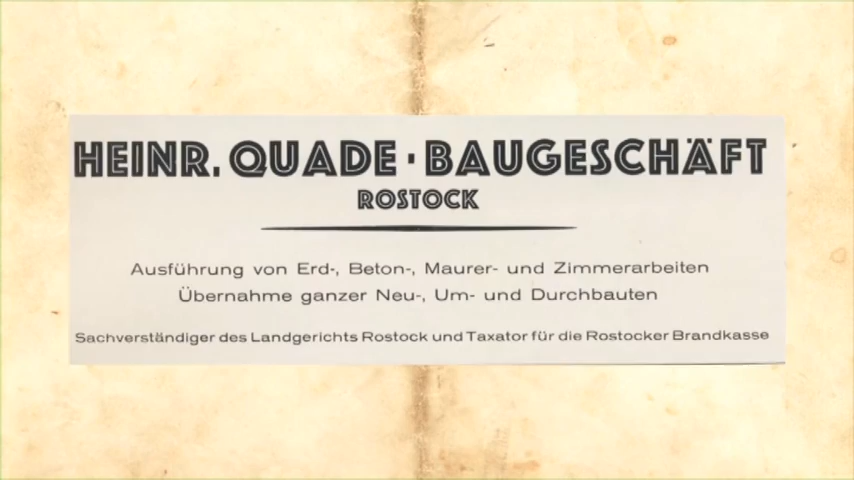 HEINR. QUADE · BAUGESCHÄFT
ROSTOCK
Ausführung von Erd-, Beton-, Maurer- und Zimmerarbeiten
Übernahme ganzer Neu-, Um- und Durchbauten
Sachverständiger des Landgerichts Rostock und Taxator für die Rostocker Brandkasse